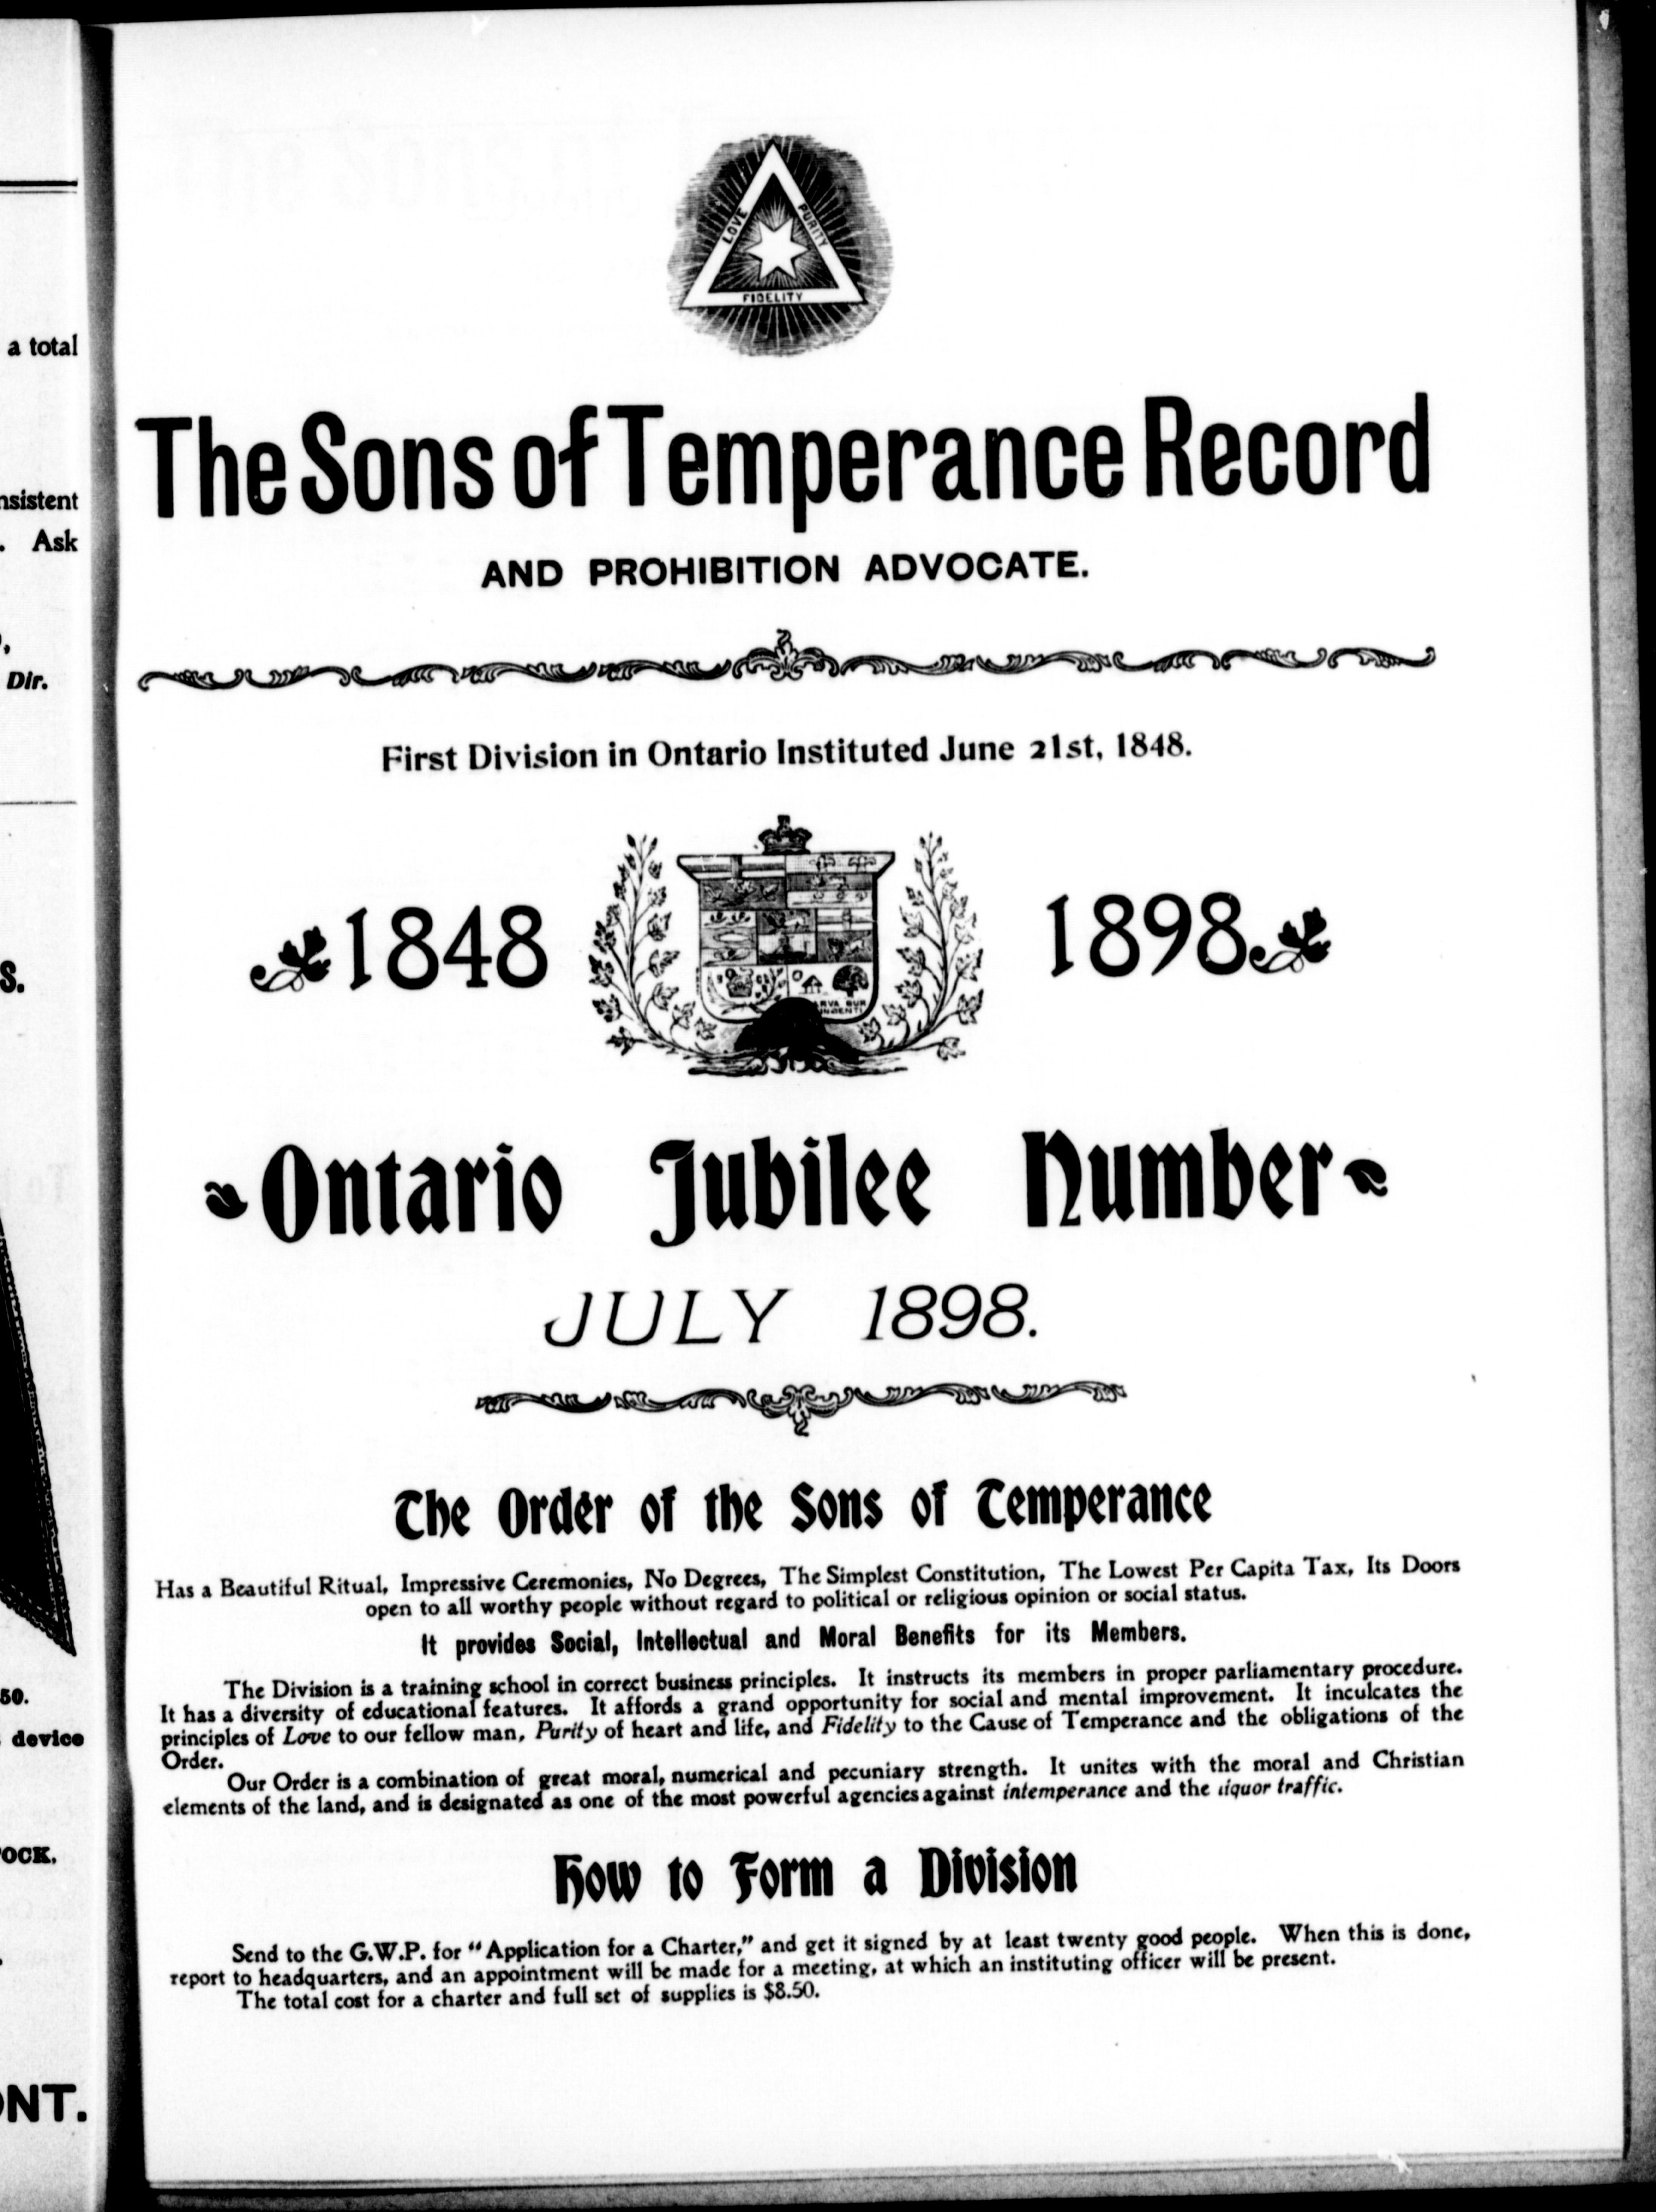 a total
Ask
Dir.
S.
50.
device
LOVE
PURITY
FIDELITY
The Sons of Temperance Record
AND PROHIBITION ADVOCATE.
First Division in Ontario Instituted June 21st, 1848.
1848
1898
Ontario Jubilee Number
JULY 1898.
The Order of the Sons of Temperance
Has a Beautiful Ritual, Impressive Ceremonies, No Degrees, The Simplest Constitution, The Lowest Per Capita Tax, Its Doors
open to all worthy people without regard to political or religious opinion or social status.
It provides Social, Intellectual and Moral Benefits for its Members.
The Division is a training school in correct business principles. It instructs its members in proper parliamentary procedure.
It has a diversity of educational features. It affords a grand opportunity for social and mental improvement. It inculcates the
principles of Love to our fellow man, Purity of heart and life, and Fidelity to the Cause of Temperance and the obligations of the
Order.
Our Order is a combination of great moral, numerical and pecuniary strength. It unites with the moral and Christian
elements of the land, and is designated as one of the most powerful agencies against intemperance and the liquor traffic.
How to Form a Division
Send to the G.W.P. for "Application for a Charter," and get it signed by at least twenty good people. When this is done,
report to headquarters, and an appointment will be made for a meeting, at which an instituting officer will be present.
The total cost for a charter and full set of supplies is $8.50.